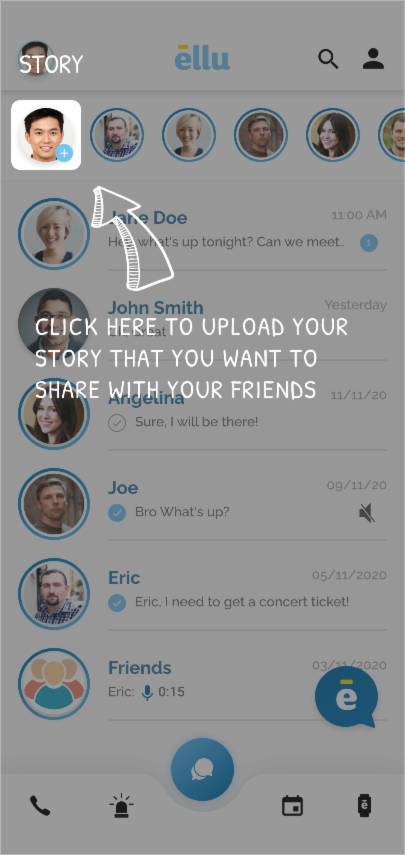 STORY
ēllu
Jane Doe
11:00 AM
Hey, what's up tonight? Can we meet..
1
John Smith
Yesterday
CLICK HERE TO UPLOAD YOUR
STORY THAT YOU WANT TO
SHARE WITH YOUR FRIENDS
Angelina
11/11/20
Sure, I will be there!
Joe
09/11/20
Bro What's up?
Eric
05/11/2020
Eric, I need to get a concert ticket!
Friends
03/11/2020
Eric: 0:15
ē